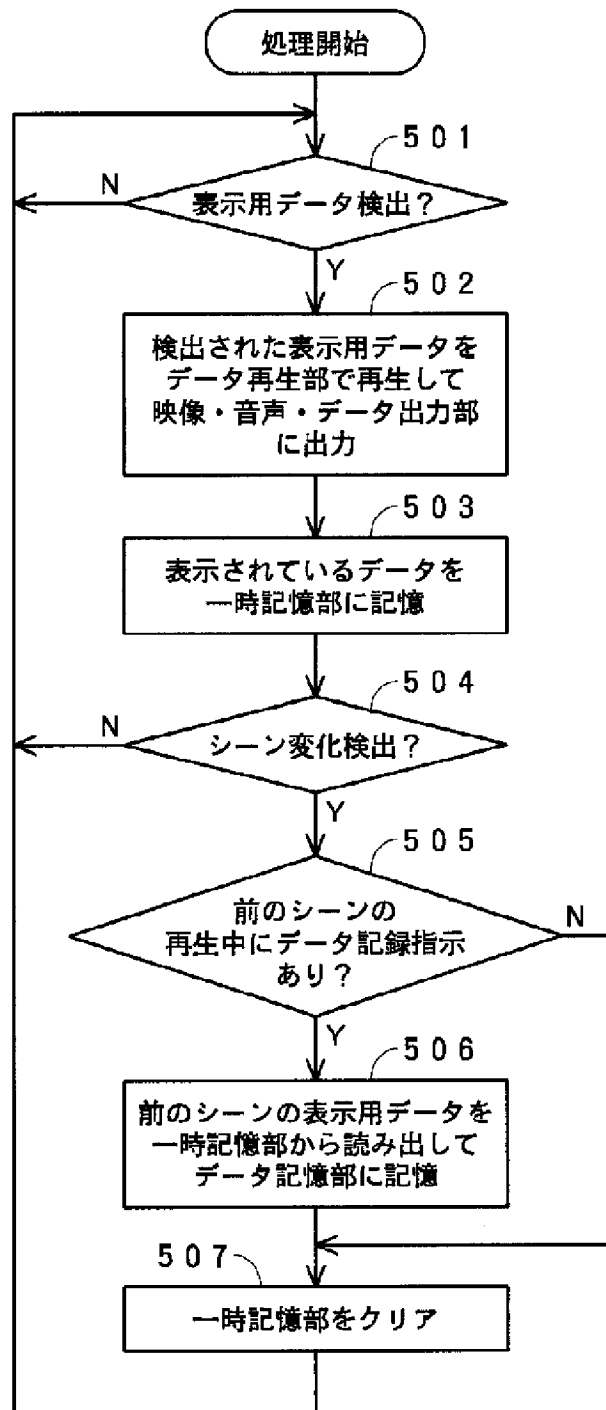 処理開始
501
表示用データ検出？
N
Y
502
検出された表示用データを
データ再生部で再生して
映像・音声・データ出力部
に出力
503
表示されているデータを
一時記憶部に記憶
504
シーン変化検出？
N
Y
505
前のシーンの
再生中にデータ記録指示
あり？
N
Y
506
前のシーンの表示用データを
一時記憶部から読み出して
データ記憶部に記憶
507
一時記憶部をクリア